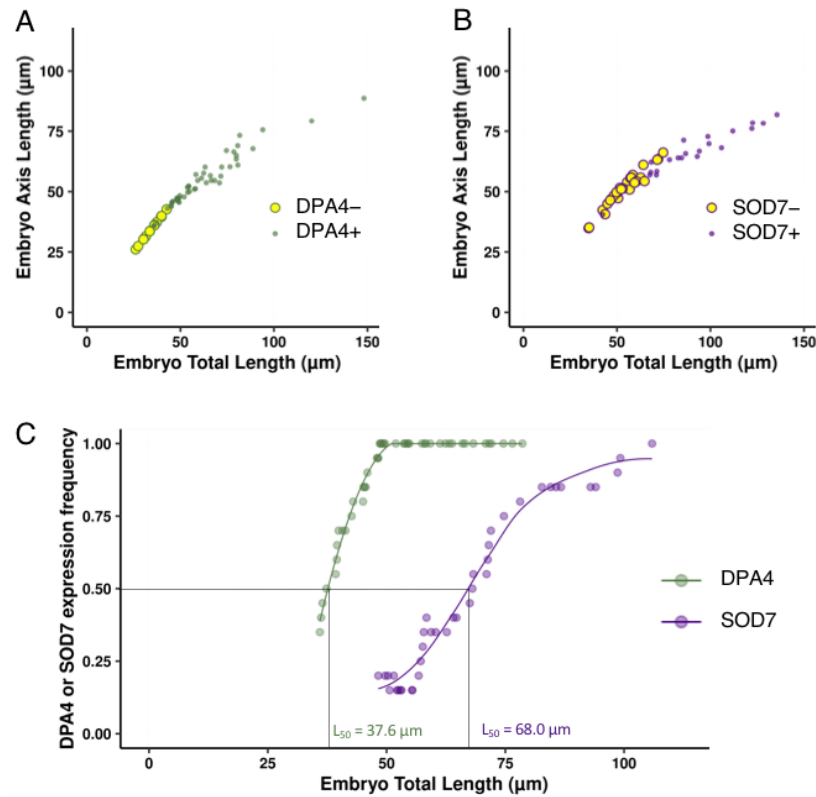 A
Embryo Axis Length (µm)
100
75
50
25
0
DPA4−
DPA4+
0 50 100 150
Embryo Total Length (µm)
B
Embryo Axis Length (µm)
100
75
50
25
0
SOD7−
SOD7+
0 50 100 150
Embryo Total Length (µm)
C
DPA4 or SOD7 expression frequency
1.00
0.75
0.50
0.25
0.00
DPA4
SOD7
L50 = 37.6 µm
L50 = 68.0 µm
0 25 50 75 100
Embryo Total Length (µm)